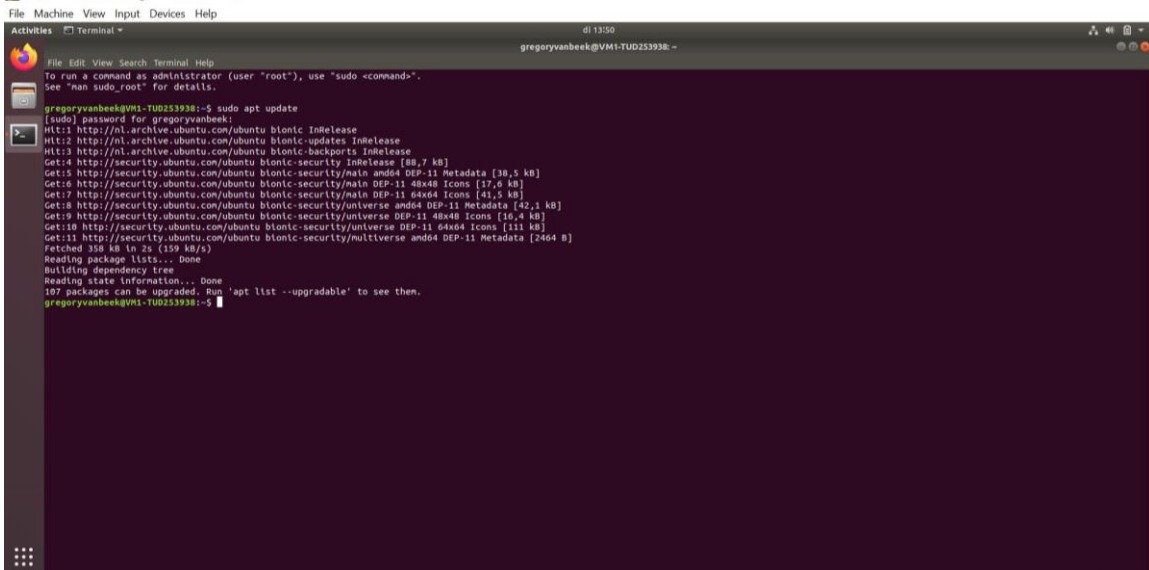 File Machine View Input Devices Help
Activities Terminal di 13:50
gregoryvanbeek@VM1-TUD253938: ~
File Edit View Search Terminal Help
To run a command as administrator (user "root"), use "sudo <command>".
See "man sudo_root" for details.
gregoryvanbeek@VM1-TUD253938:~$ sudo apt update
[sudo] password for gregoryvanbeek:
Hit:1 http://nl.archive.ubuntu.com/ubuntu bionic InRelease
Hit:2 http://nl.archive.ubuntu.com/ubuntu bionic-updates InRelease
Hit:3 http://nl.archive.ubuntu.com/ubuntu bionic-backports InRelease
Get:4 http://security.ubuntu.com/ubuntu bionic-security InRelease [88,7 kB]
Get:5 http://security.ubuntu.com/ubuntu bionic-security/main amd64 DEP-11 Metadata [38,5 kB]
Get:6 http://security.ubuntu.com/ubuntu bionic-security/main DEP-11 48x48 Icons [17,6 kB]
Get:7 http://security.ubuntu.com/ubuntu bionic-security/main DEP-11 64x64 Icons [41,5 kB]
Get:8 http://security.ubuntu.com/ubuntu bionic-security/universe amd64 DEP-11 Metadata [42,1 kB]
Get:9 http://security.ubuntu.com/ubuntu bionic-security/universe DEP-11 48x48 Icons [16,4 kB]
Get:10 http://security.ubuntu.com/ubuntu bionic-security/universe DEP-11 64x64 Icons [111 kB]
Get:11 http://security.ubuntu.com/ubuntu bionic-security/multiverse amd64 DEP-11 Metadata [2464 B]
Fetched 358 kB in 2s (159 kB/s)
Reading package lists... Done
Building dependency tree
Reading state information... Done
107 packages can be upgraded. Run 'apt list --upgradable' to see them.
gregoryvanbeek@VM1-TUD253938:~$